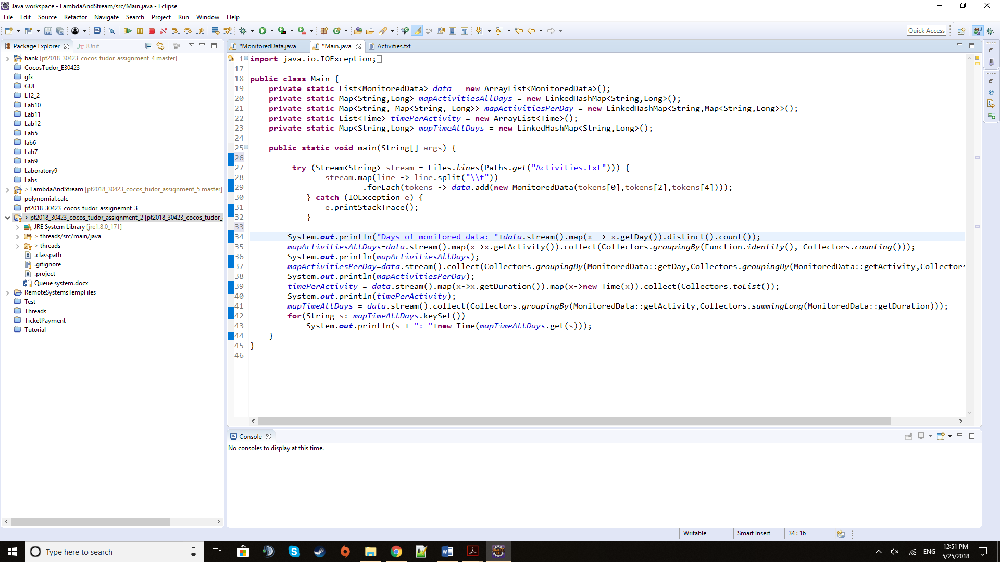 Java workspace - LambdaAndStream/src/Main.java - Eclipse
File Edit Source Refactor Navigate Search Project Run Window Help
Quick Access
Package Explorer JUnit
bank [pt2018_30423_cocos_tudor_assignment_4 master]
CocosTudor_E30423
gfx
GUI
L12_2
Lab10
Lab11
Lab12
Lab5
lab6
Lab7
Lab9
Laboratory9
Labs
> LambdaAndStream [pt2018_30423_cocos_tudor_assignment_5 master]
polynomial.calc
pt2018_30423_cocos_tudor_assignemnt_3
> pt2018_30423_cocos_tudor_assignment_2 [pt2018_30423_cocos_tudor_
JRE System Library [jre1.8.0_171]
> threads/src/main/java
> threads
.classpath
.gitignore
.project
Queue system.docx
RemoteSystemsTempFiles
Test
Threads
TicketPayment
Tutorial
*MonitoredData.java *Main.java Activities.txt
1 import java.io.IOException;
17
18 public class Main {
19 private static List<MonitoredData> data = new ArrayList<MonitoredData>();
20 private static Map<String,Long> mapActivitiesAllDays = new LinkedHashMap<String,Long>();
21 private static Map<String, Map<String, Long>> mapActivitiesPerDay = new LinkedHashMap<String,Map<String,Long>>();
22 private static List<Time> timePerActivity = new ArrayList<Time>();
23 private static Map<String,Long> mapTimeAllDays = new LinkedHashMap<String,Long>();
24
25 public static void main(String[] args) {
26
27 try (Stream<String> stream = Files.lines(Paths.get("Activities.txt"))) {
28 stream.map(line -> line.split("\\t"))
29 .forEach(tokens -> data.add(new MonitoredData(tokens[0],tokens[2],tokens[4])));
30 } catch (IOException e) {
31 e.printStackTrace();
32 }
33
34 System.out.println("Days of monitored data: "+data.stream().map(x -> x.getDay()).distinct().count());
35 mapActivitiesAllDays=data.stream().map(x->x.getActivity()).collect(Collectors.groupingBy(Function.identity(), Collectors.counting()));
36 System.out.println(mapActivitiesAllDays);
37 mapActivitiesPerDay=data.stream().collect(Collectors.groupingBy(MonitoredData::getDay,Collectors.groupingBy(MonitoredData::getActivity,Collectors
38 System.out.println(mapActivitiesPerDay);
39 timePerActivity = data.stream().map(x->x.getDuration()).map(x->new Time(x)).collect(Collectors.toList());
40 System.out.println(timePerActivity);
41 mapTimeAllDays = data.stream().collect(Collectors.groupingBy(MonitoredData::getActivity,Collectors.summingLong(MonitoredData::getDuration)));
42 for(String s: mapTimeAllDays.keySet())
43 System.out.println(s + ": "+new Time(mapTimeAllDays.get(s)));
44 }
45 }
46
Console
No consoles to display at this time.
Writable Smart Insert 34 : 16
Type here to search
ENG
12:51 PM
5/25/2018